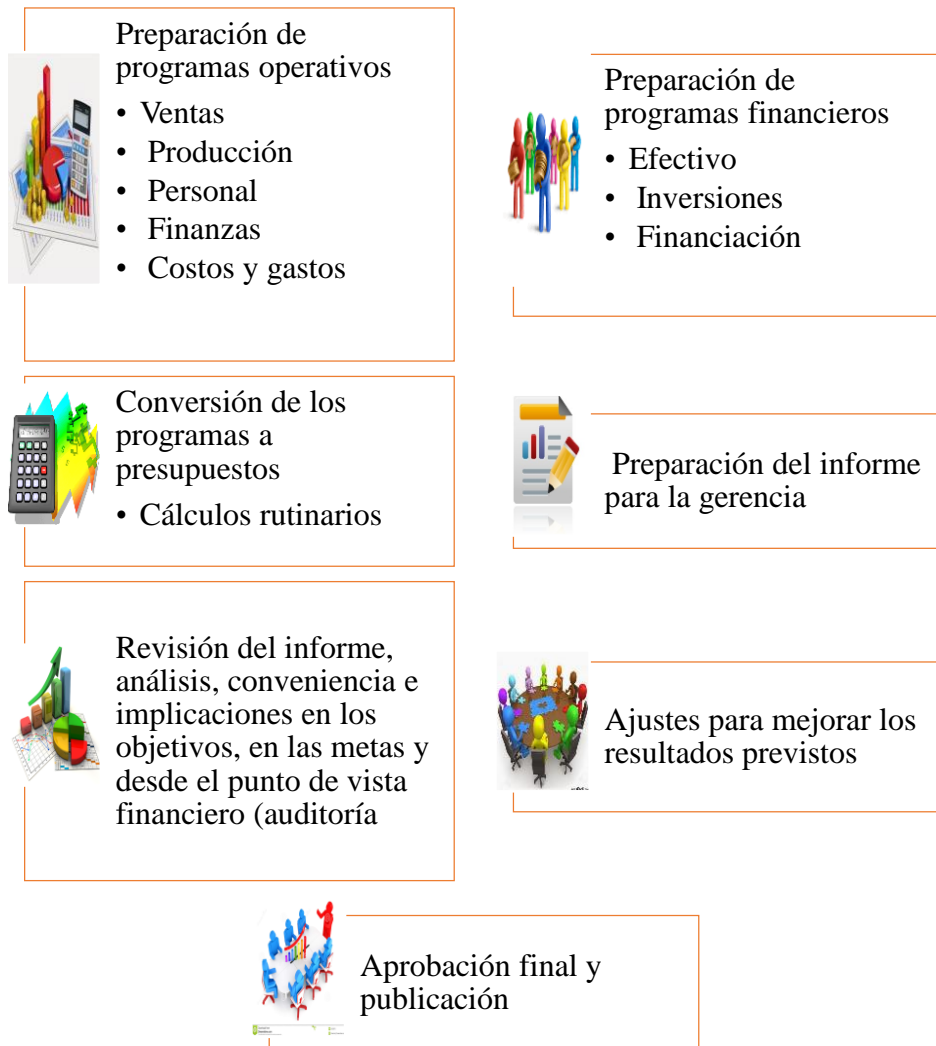 Preparación de
programas operativos
• Ventas
• Producción
• Personal
• Finanzas
• Costos y gastos
Preparación de
programas financieros
• Efectivo
• Inversiones
• Financiación
Conversión de los
programas a
presupuestos
• Cálculos rutinarios
Preparación del informe
para la gerencia
Revisión del informe,
análisis, conveniencia e
implicaciones en los
objetivos, en las metas y
desde el punto de vista
financiero (auditoría
Ajustes para mejorar los
resultados previstos
Aprobación final y
publicación